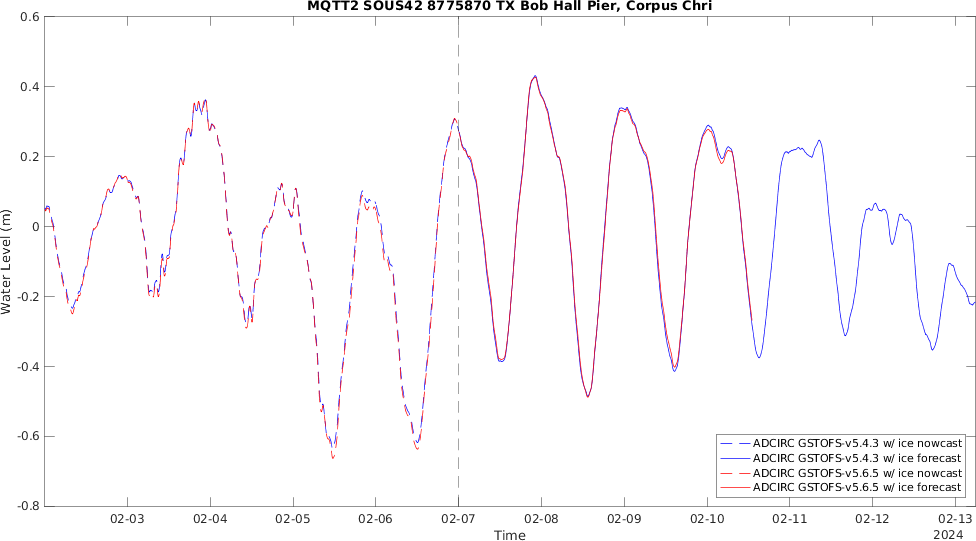 MQTT2 SOUS42 8775870 TX Bob Hall Pier, Corpus Chri
0.6
0.4
0.2
0
-0.2
-0.4
-0.6
-0.8
Water Level (m)
ADCIRC GSTOFS-v5.4.3 w/ ice nowcast
ADCIRC GSTOFS-v5.4.3 w/ ice forecast
ADCIRC GSTOFS-v5.6.5 w/ ice nowcast
ADCIRC GSTOFS-v5.6.5 w/ ice forecast
02-03 02-04 02-05 02-06 02-07 02-08 02-09 02-10 02-11 02-12 02-13
Time 2024